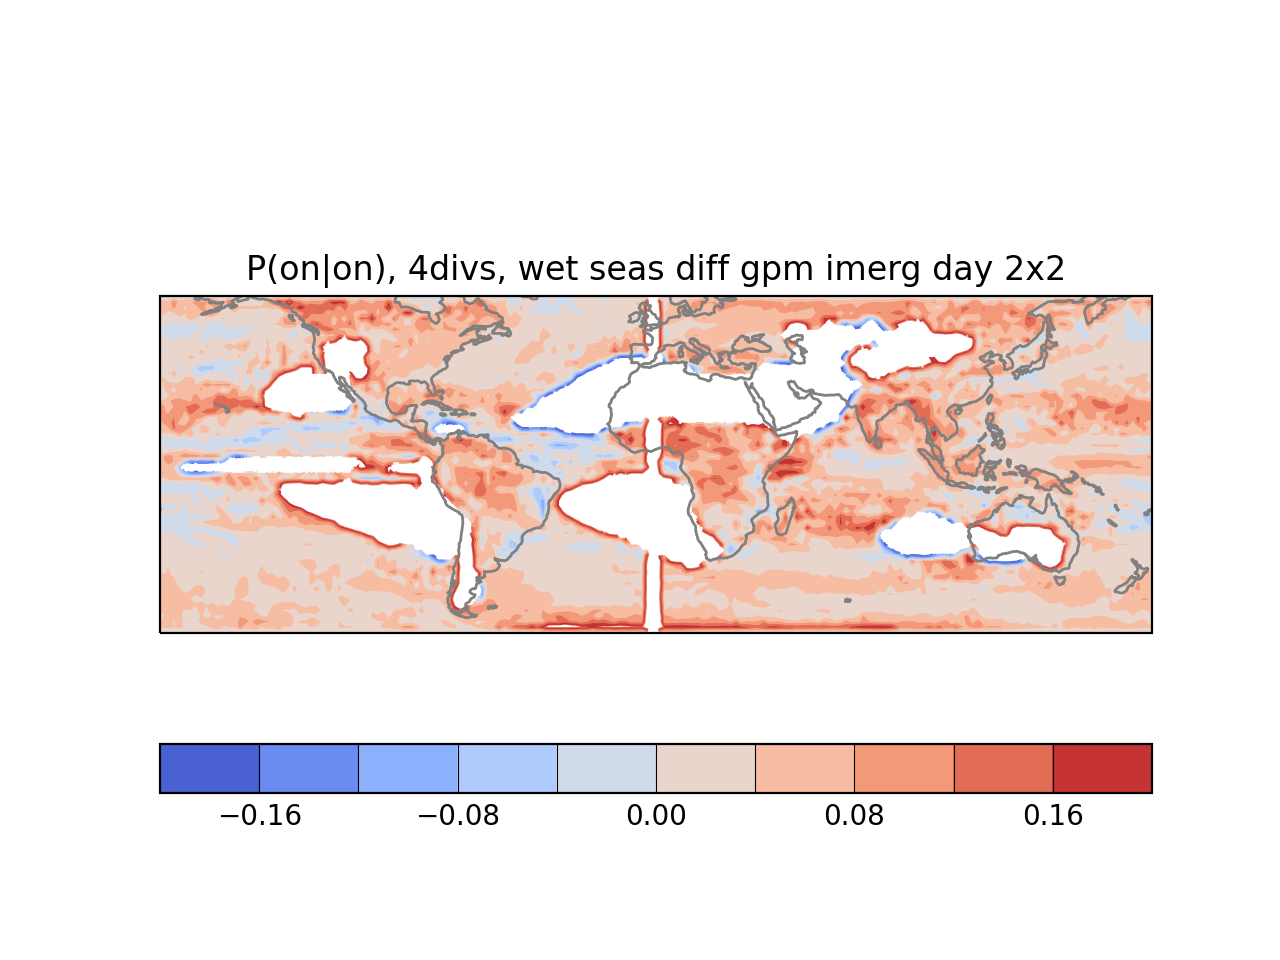 P(on|on), 4divs, wet seas diff gpm imerg day 2x2
−0.16 −0.08 0.00 0.08 0.16